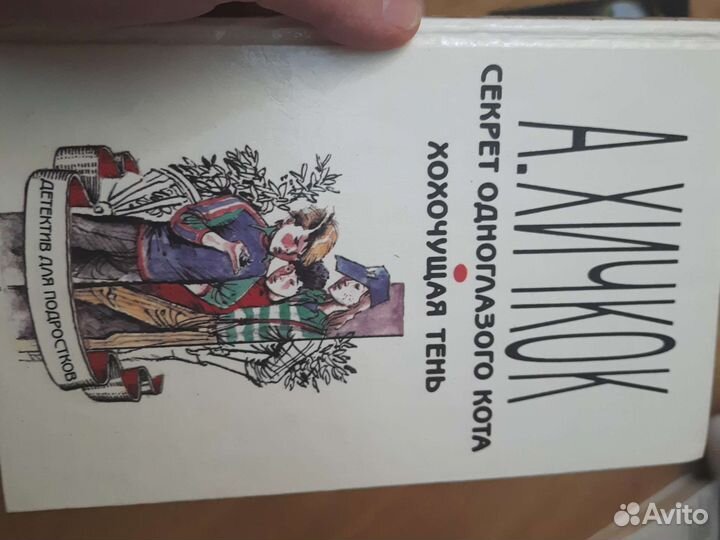 А. ХИЧКОК
СЕКРЕТ ОДНОГЛАЗОГО КОТА
ХОХОЧУЩАЯ ТЕНЬ
ДЕТЕКТИВ ДЛЯ ПОДРОСТКОВ
Avito